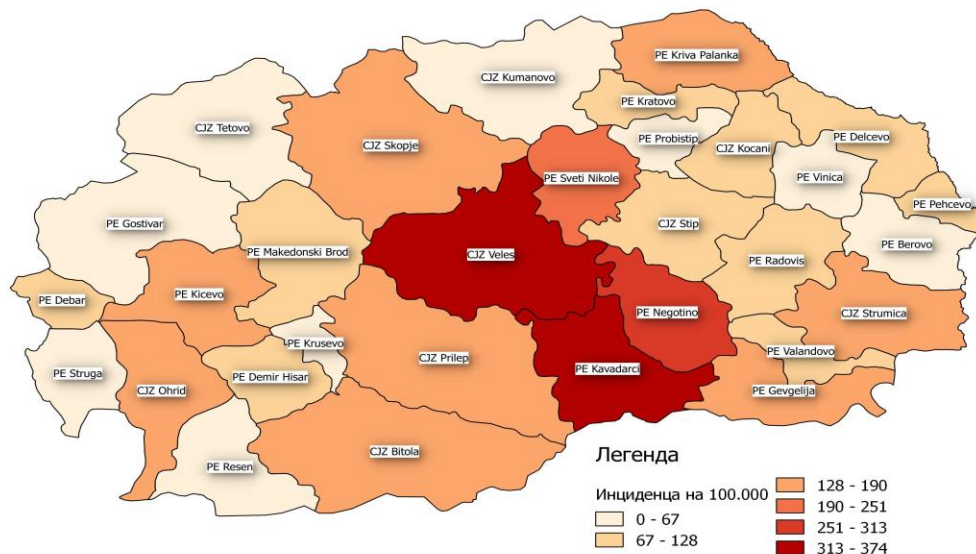 PE Kriva Palanka
CJZ Kumanovo
PE Kratovo
CJZ Tetovo
PE Probistip
PE Delcevo
CJZ Skopje
CJZ Kocani
PE Sveti Nikole
PE Vinica
PE Pehcevo
PE Gostivar
CJZ Stip
PE Berovo
PE Makedonski Brod
CJZ Veles
PE Radovis
PE Kicevo
PE Debar
CJZ Strumica
PE Negotino
PE Krusevo
PE Valandovo
CJZ Prilep
PE Kavadarci
PE Struga
PE Demir Hisar
CJZ Ohrid
PE Gevgelija
CJZ Bitola
PE Resen
Легенда
Инциденца на 100.000
0 - 67
67 - 128
128 - 190
190 - 251
251 - 313
313 - 374